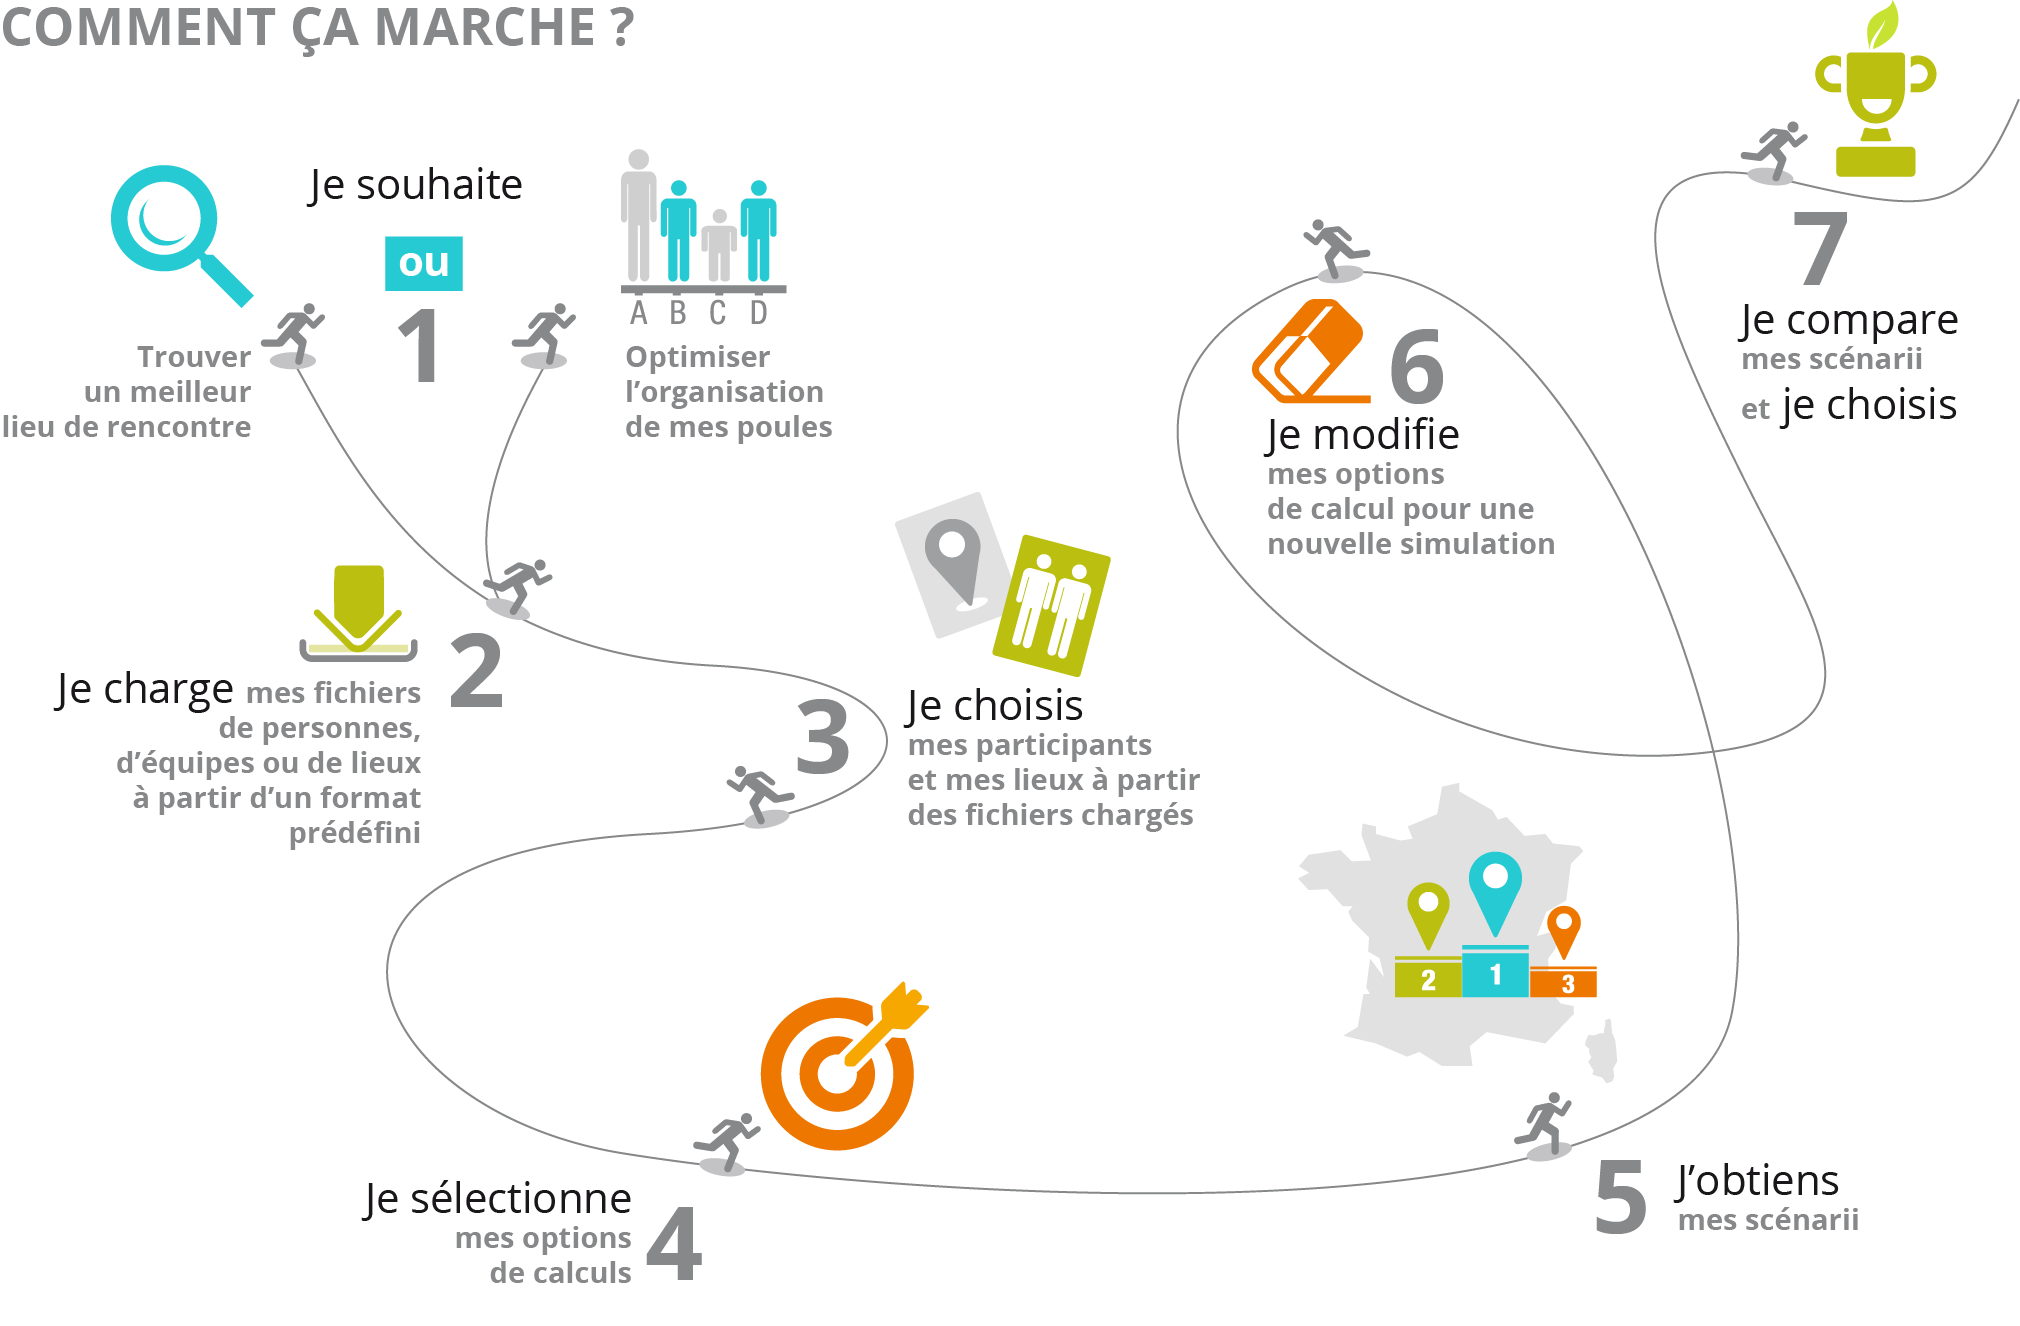 COMMENT ÇA MARCHE ?
Je souhaite
ou
1
Trouver
un meilleur
lieu de rencontre
A B C D
Optimiser
l’organisation
de mes poules
2
Je charge mes fichiers
de personnes,
d’équipes ou de lieux
à partir d’un format
prédéfini
3
Je choisis
mes participants
et mes lieux à partir
des fichiers chargés
4
Je sélectionne
mes options
de calculs
2 1 3
5
J’obtiens
mes scénarii
6
Je modifie
mes options
de calcul pour une
nouvelle simulation
7
Je compare
mes scénarii
et je choisis